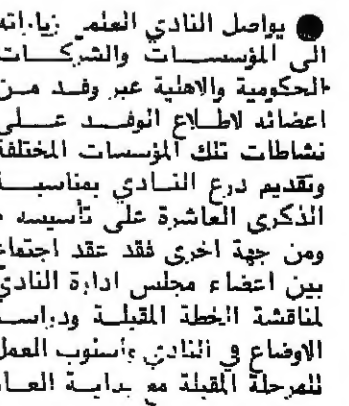 ● يواصل النادي العلمي زياراته
الى المؤسسات والشركات
الحكومية والاهلية عبر وفد من
اعضائه لاطلاع الوفد على
نشاطات تلك المؤسسات المختلفة
وتقديم درع النادي بمناسبة
الذكرى العاشرة على تأسيسه ٠
ومن جهة اخرى فقد عقد اجتماع
بين اعضاء مجلس ادارة النادي
لمناقشة الخطة المقبلة ودراسة
الاوضاع في النادي وأسلوب العمل
للمرحلة المقبلة مع بداية العام